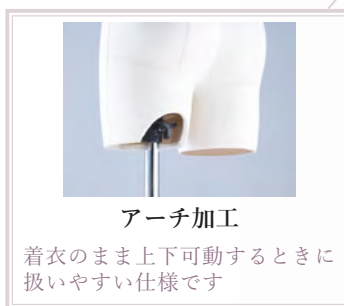 アーチ加工
着衣のまま上下可動するときに
扱いやすい仕様です